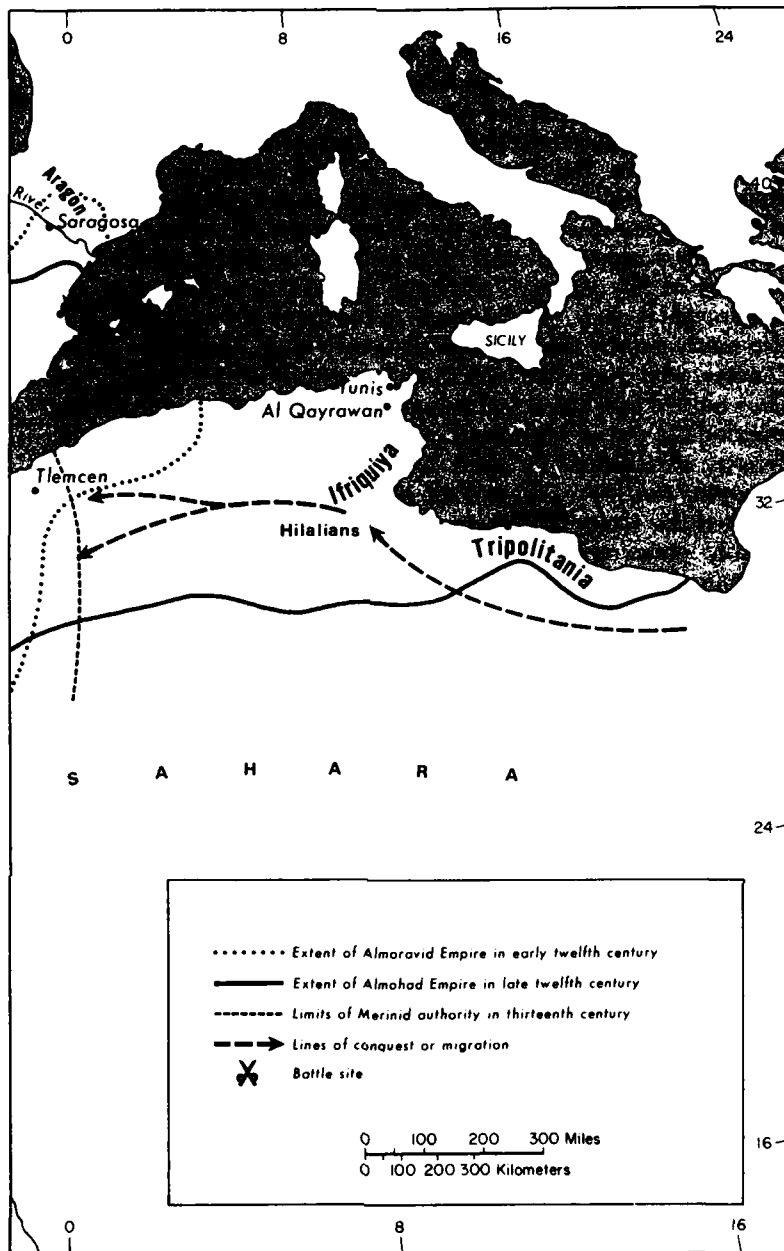 0 8 16 24
Aragón
River
Saragosa
40
SICILY
Tunis
Al Qayrawan
Ifriquiya
Tlemcen
32
Hilalians
Tripolitania
S A H A R A
24
Extent of Almoravid Empire in early twelfth century
Extent of Almohad Empire in late twelfth century
Limits of Merinid authority in thirteenth century
Lines of conquest or migration
Battle site
0 100 200 300 Miles
0 100 200 300 Kilometers
16
0 8 16